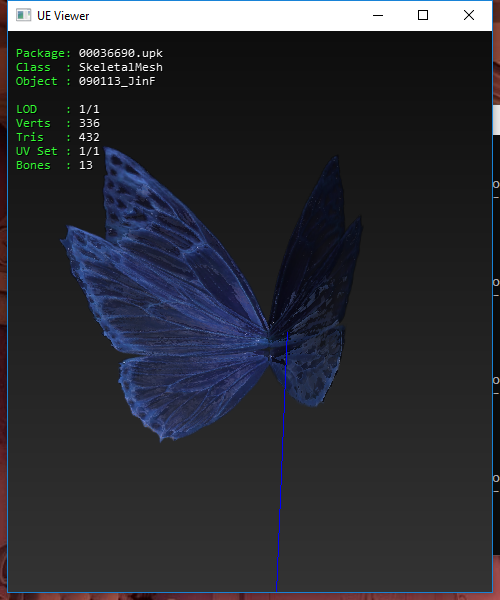 UE Viewer
Package: 00036690.upk
Class  : SkeletalMesh
Object : 090113_JinF
LOD    : 1/1
Verts  : 336
Tris   : 432
UV Set : 1/1
Bones  : 13